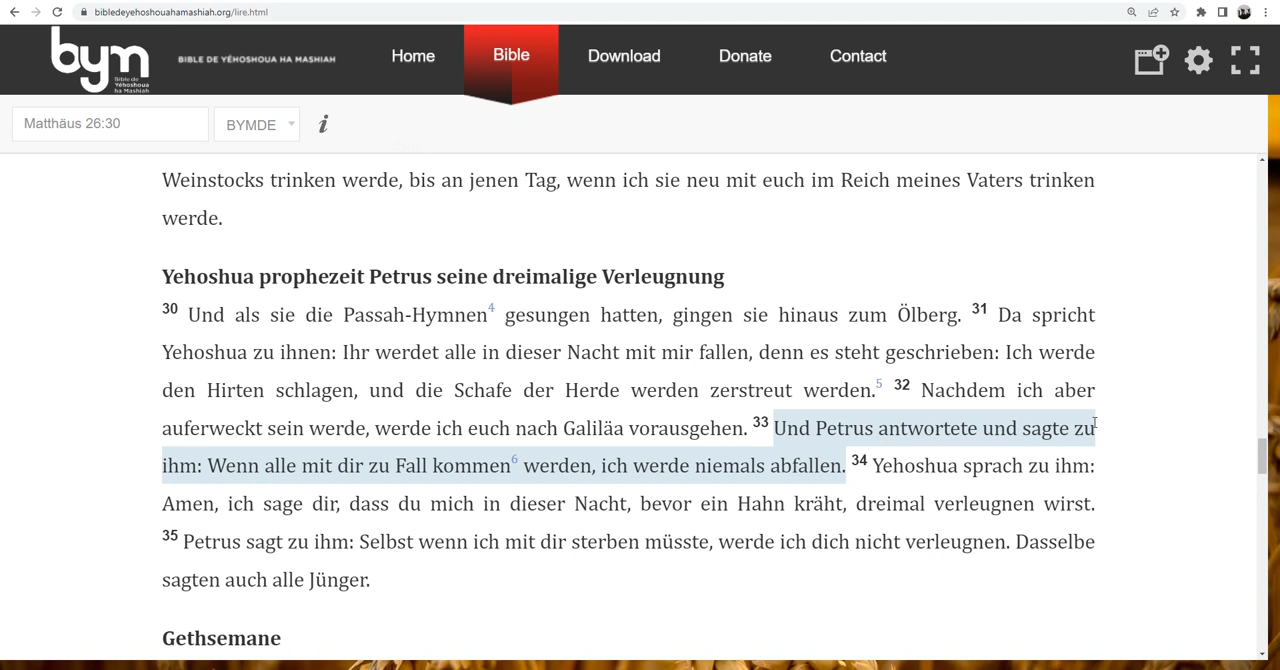 bibledeyehoshouahamashiah.org/lire.html
bym
Bible de
Yéhoshoua
ha Mashiah
BIBLE DE YÉHOSHOUA HA MASHIAH
Home
Bible
Download
Donate
Contact
Matthäus 26:30
BYMDE
i
Weinstocks trinken werde, bis an jenen Tag, wenn ich sie neu mit euch im Reich meines Vaters trinken
werde.
Yehoshua prophezeit Petrus seine dreimalige Verleugnung
30 Und als sie die Passah-Hymnen4 gesungen hatten, gingen sie hinaus zum Ölberg. 31 Da spricht
Yehoshua zu ihnen: Ihr werdet alle in dieser Nacht mit mir fallen, denn es steht geschrieben: Ich werde
den Hirten schlagen, und die Schafe der Herde werden zerstreut werden.5 32 Nachdem ich aber
auferweckt sein werde, werde ich euch nach Galiläa vorausgehen. 33 Und Petrus antwortete und sagte zu
ihm: Wenn alle mit dir zu Fall kommen6 werden, ich werde niemals abfallen. 34 Yehoshua sprach zu ihm:
Amen, ich sage dir, dass du mich in dieser Nacht, bevor ein Hahn kräht, dreimal verleugnen wirst.
35 Petrus sagt zu ihm: Selbst wenn ich mit dir sterben müsste, werde ich dich nicht verleugnen. Dasselbe
sagten auch alle Jünger.
Gethsemane